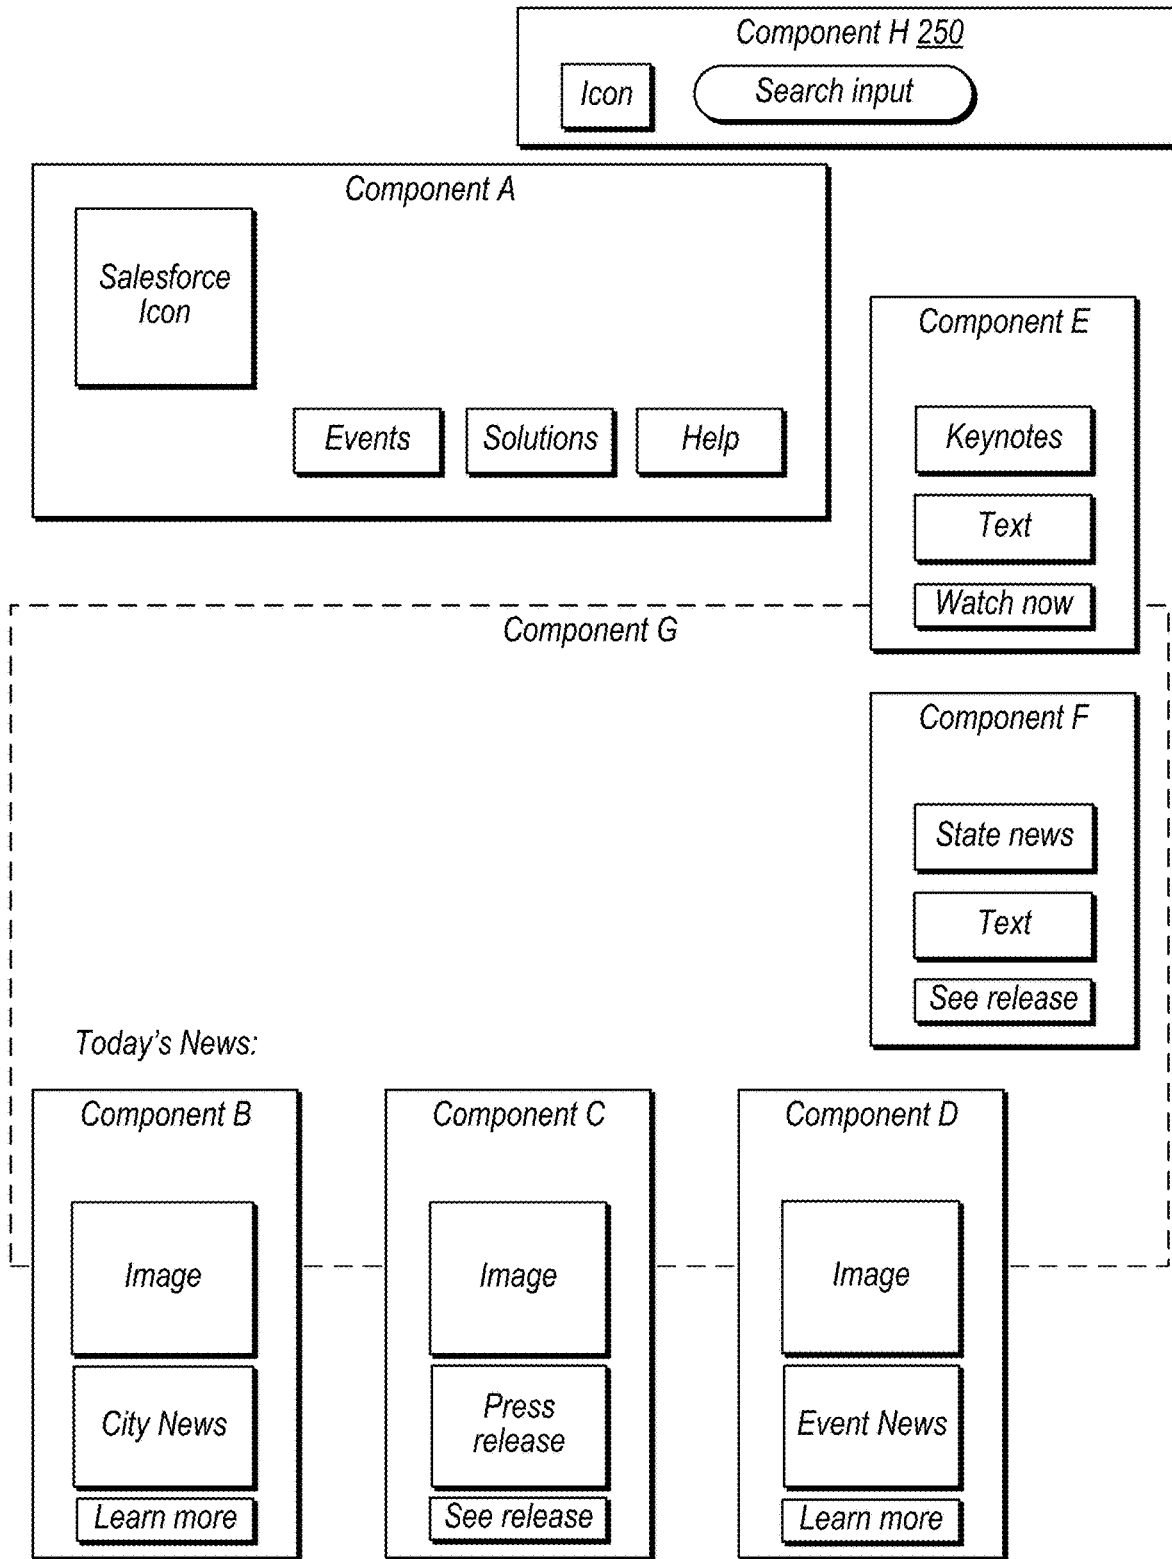 Component H 250
Icon
Search input
Component A
Salesforce
Icon
Events
Solutions
Help
Component E
Keynotes
Text
Watch now
Component G
Component F
State news
Text
See release
Today's News:
Component B
Image
City News
Learn more
Component C
Image
Press
release
See release
Component D
Image
Event News
Learn more